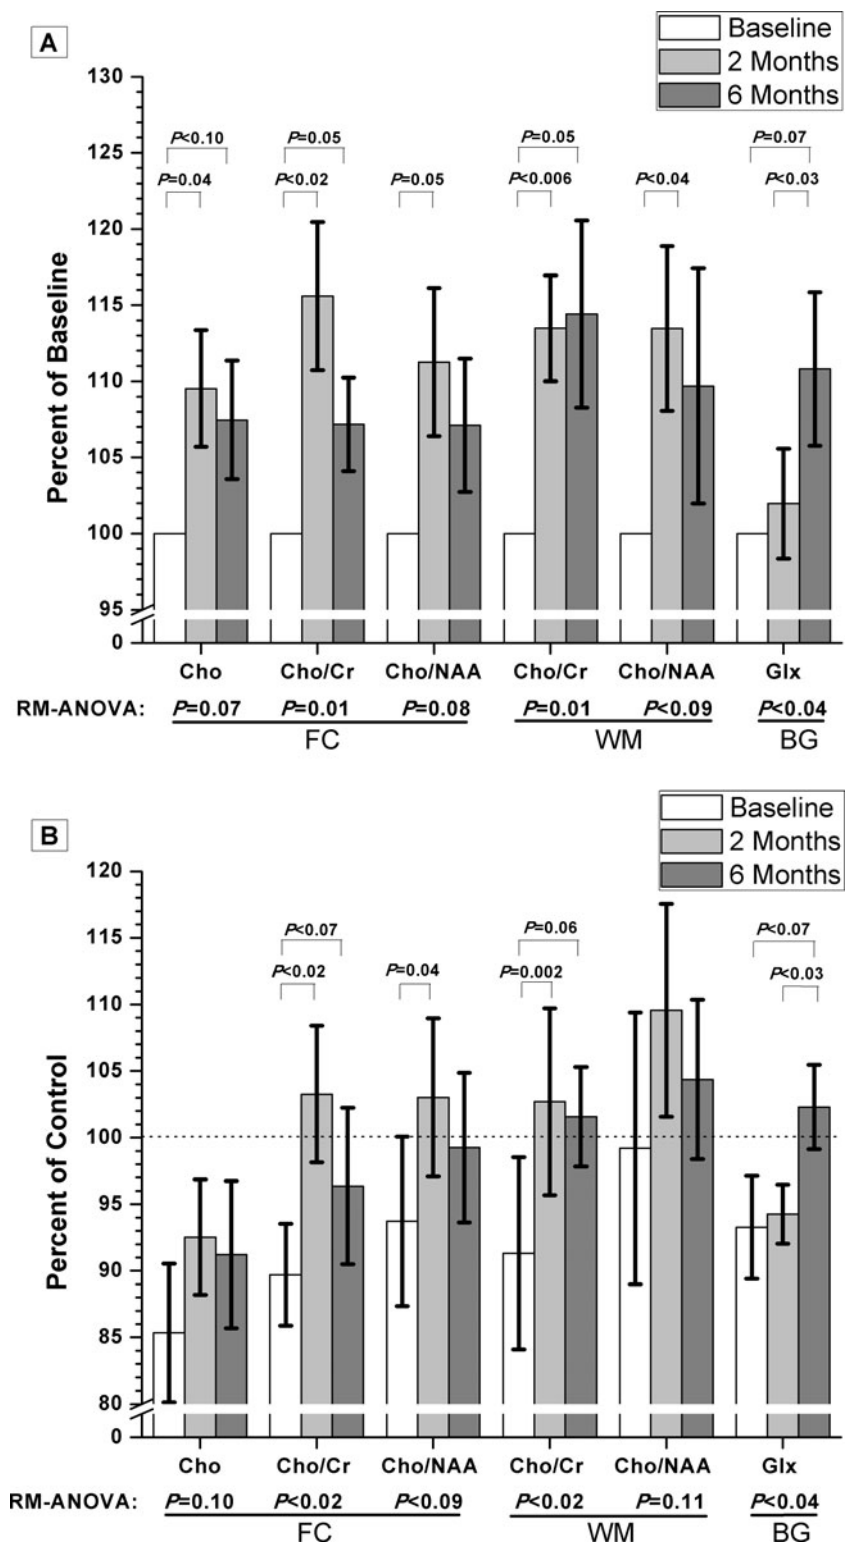 A
Baseline
2 Months
6 Months
Percent of Baseline
130
125
120
115
110
105
100
95
0
P<0.10
P=0.04
P=0.05
P<0.02
P=0.05
P=0.05
P<0.006
P<0.04
P=0.07
P<0.03
Cho Cho/Cr Cho/NAA Cho/Cr Cho/NAA Glx
RM-ANOVA: P=0.07 P=0.01 P=0.08 P=0.01 P<0.09 P<0.04
FC WM BG
B
Baseline
2 Months
6 Months
Percent of Control
120
115
110
105
100
95
90
85
80
0
P<0.07
P<0.02
P=0.04
P=0.06
P=0.002
P<0.07
P<0.03
Cho Cho/Cr Cho/NAA Cho/Cr Cho/NAA Glx
RM-ANOVA: P=0.10 P<0.02 P<0.09 P<0.02 P=0.11 P<0.04
FC WM BG